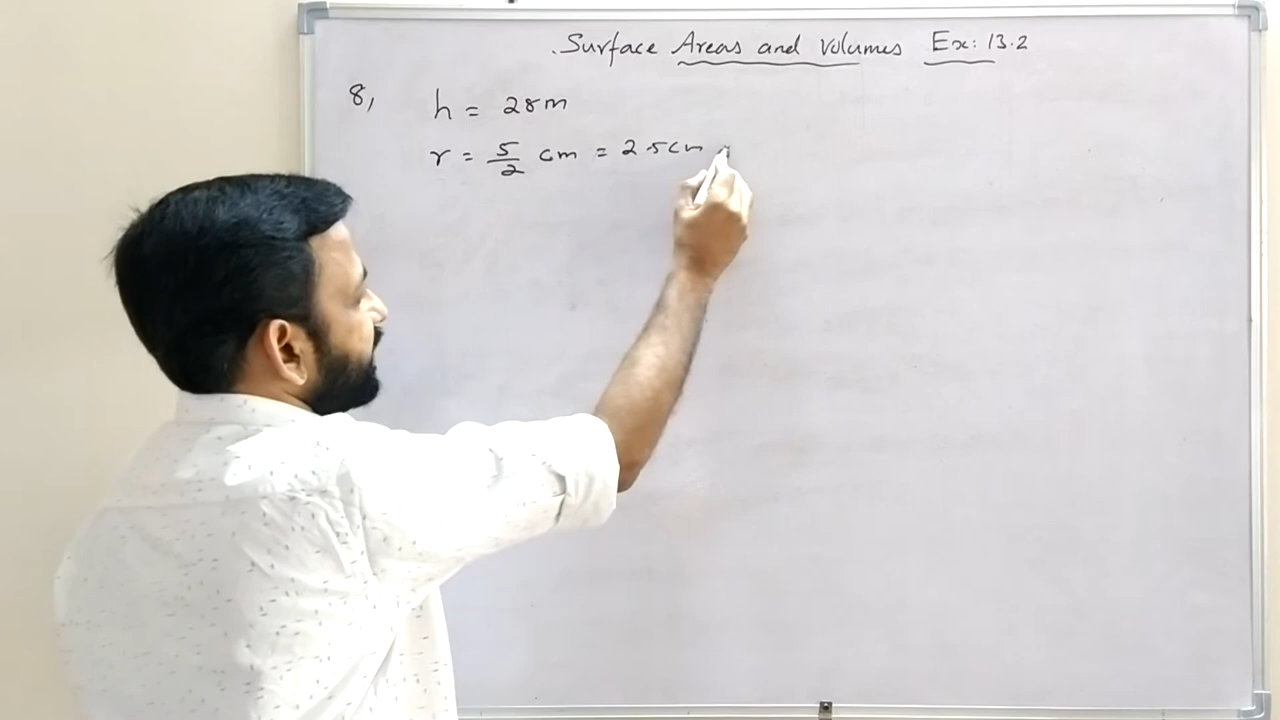 Surface Areas and volumes Ex: 13.2
8, h = 28m
r = 5/2 cm = 2.5cm